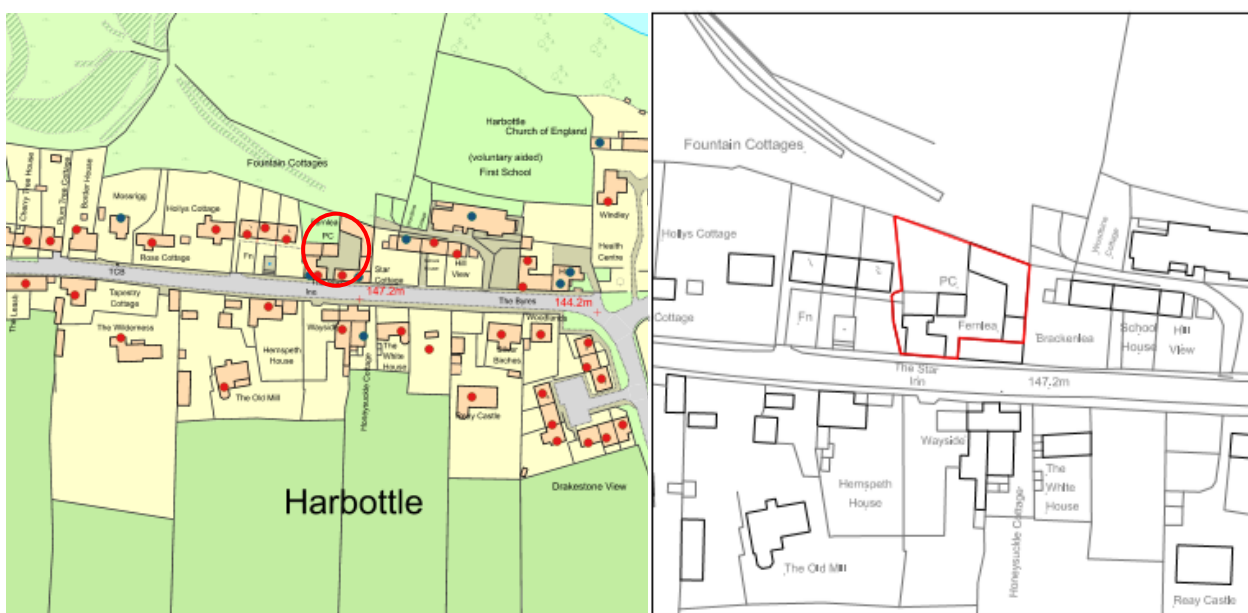 Harbottle
Church of England
(voluntary aided)
First School
Fountain Cottages
Cherry Tree House
Plum Tree Cottage
Border House
Mossrigg
Hollys Cottage
Rose Cottage
Fn
Fernlea
PC
Star
Cottage
Hill
View
Windley
Health
Centre
TCB
Tapestry
Cottage
The Leash
The Wilderness
Inn
147.2m
The Byres
144.2m
Woodlands
Wayside
The
White
House
Hemspeth
House
Honeysuckle Cottage
Birches
The Old Mill
Reay Castle
Drakestone View
Harbottle
Fountain Cottages
Hollys Cottage
Cottage
Fn
PC
Fernlea
Woodbine
Cottage
Brackenlea
School
House
Hill
View
The Star
Inn
147.2m
Wayside
Hemspeth
House
The
White
House
Honeysuckle Cottage
The Old Mill
Reay Castle